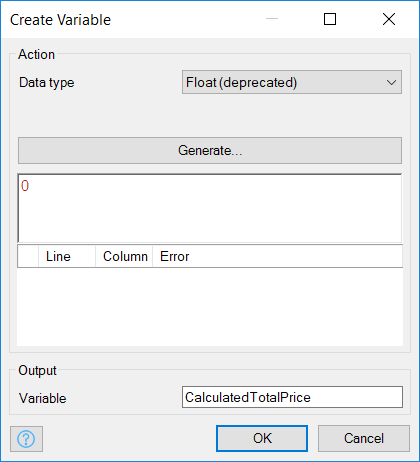 Create Variable
Action
Data type Float (deprecated)
Generate...
0
Line Column Error
Output
Variable CalculatedTotalPrice
? OK Cancel